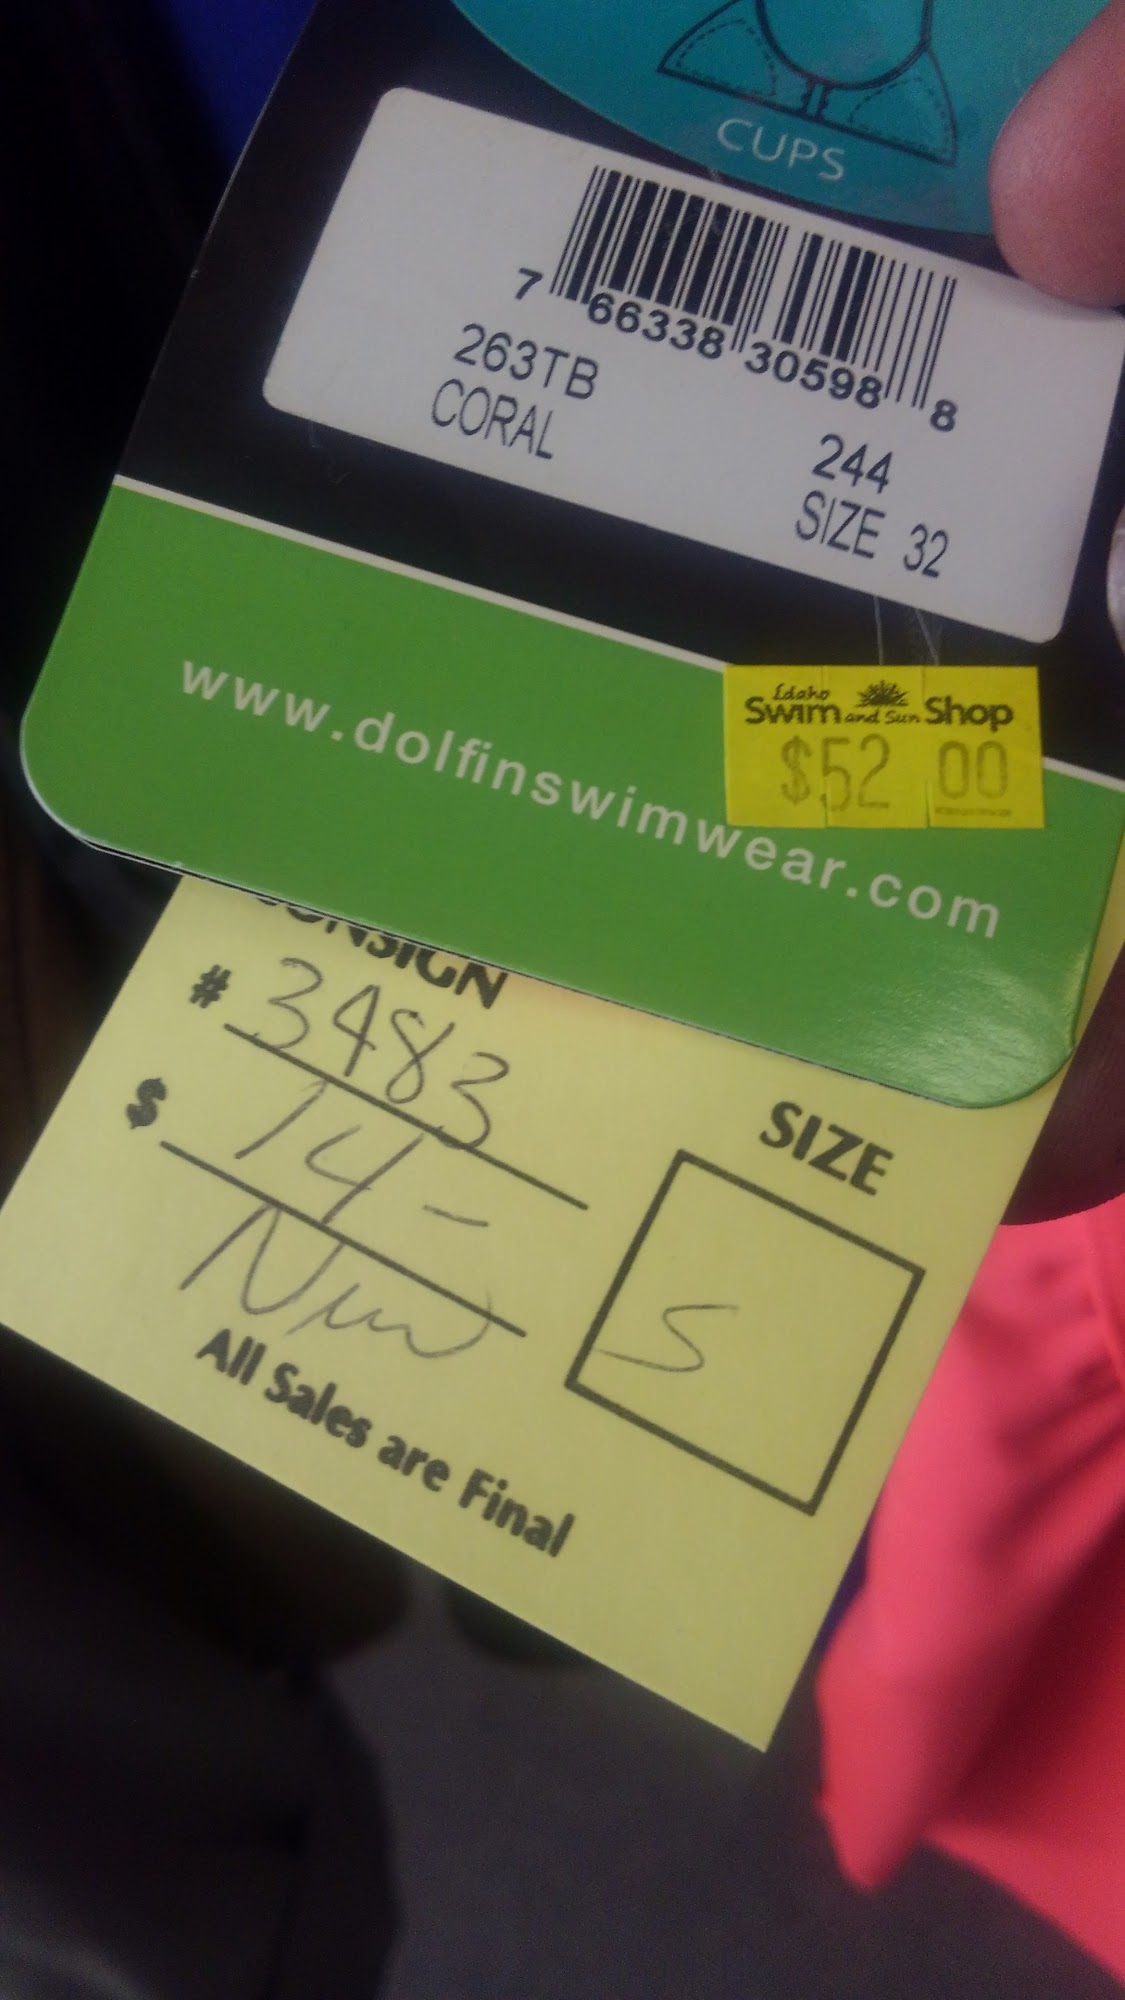 CUPS
7 66338 30598 8
263TB 244
CORAL SIZE 32
Idaho
Swim and Sun Shop
$52 00
www.dolfinswimwear.com
CONSIGN
# 3483
$ 14-
New
SIZE
S
All Sales are Final